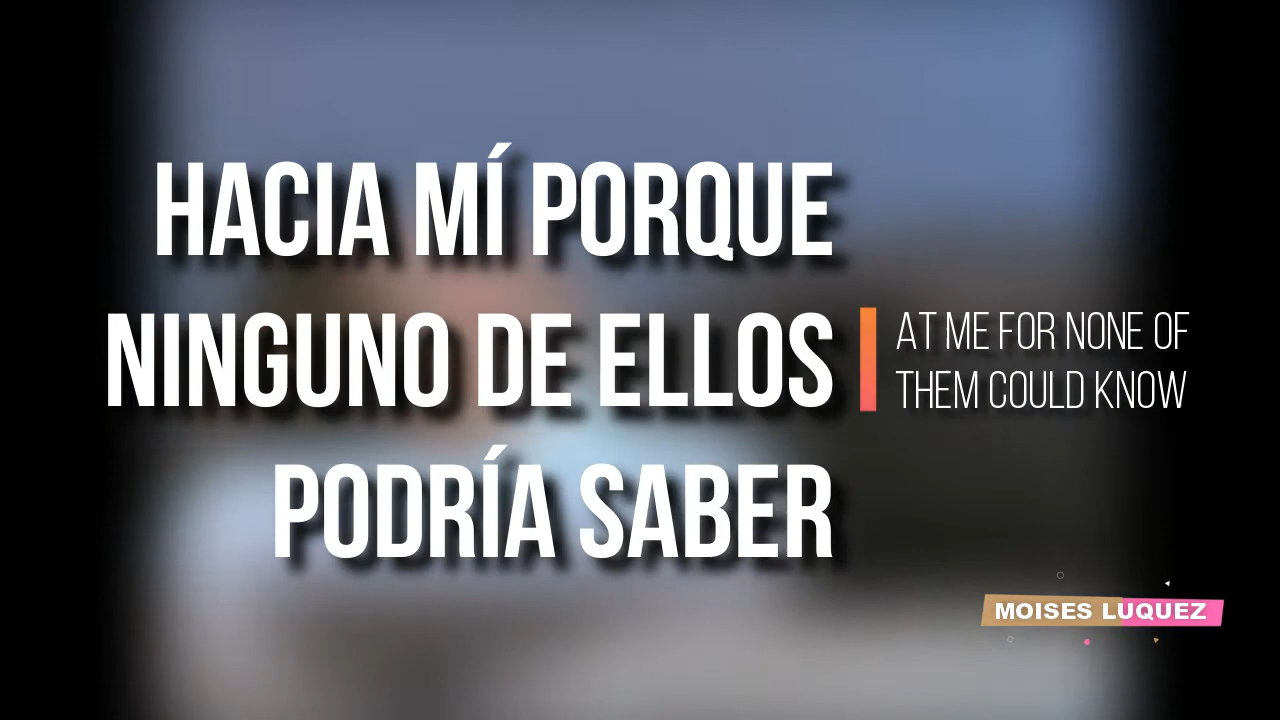 HACIA MÍ PORQUE
NINGUNO DE ELLOS
PODRÍA SABER
AT ME FOR NONE OF
THEM COULD KNOW
MOISES LUQUEZ